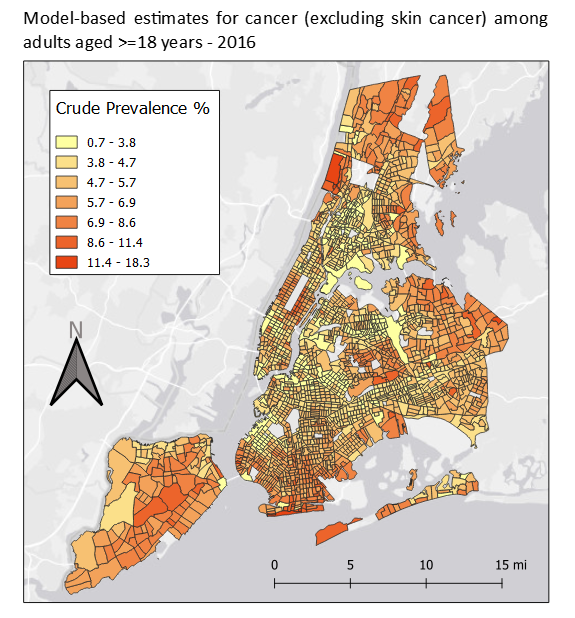 Model-based estimates for cancer (excluding skin cancer) among
adults aged >=18 years - 2016
Crude Prevalence %
0.7 - 3.8
3.8 - 4.7
4.7 - 5.7
5.7 - 6.9
6.9 - 8.6
8.6 - 11.4
11.4 - 18.3
N
0 5 10 15 mi